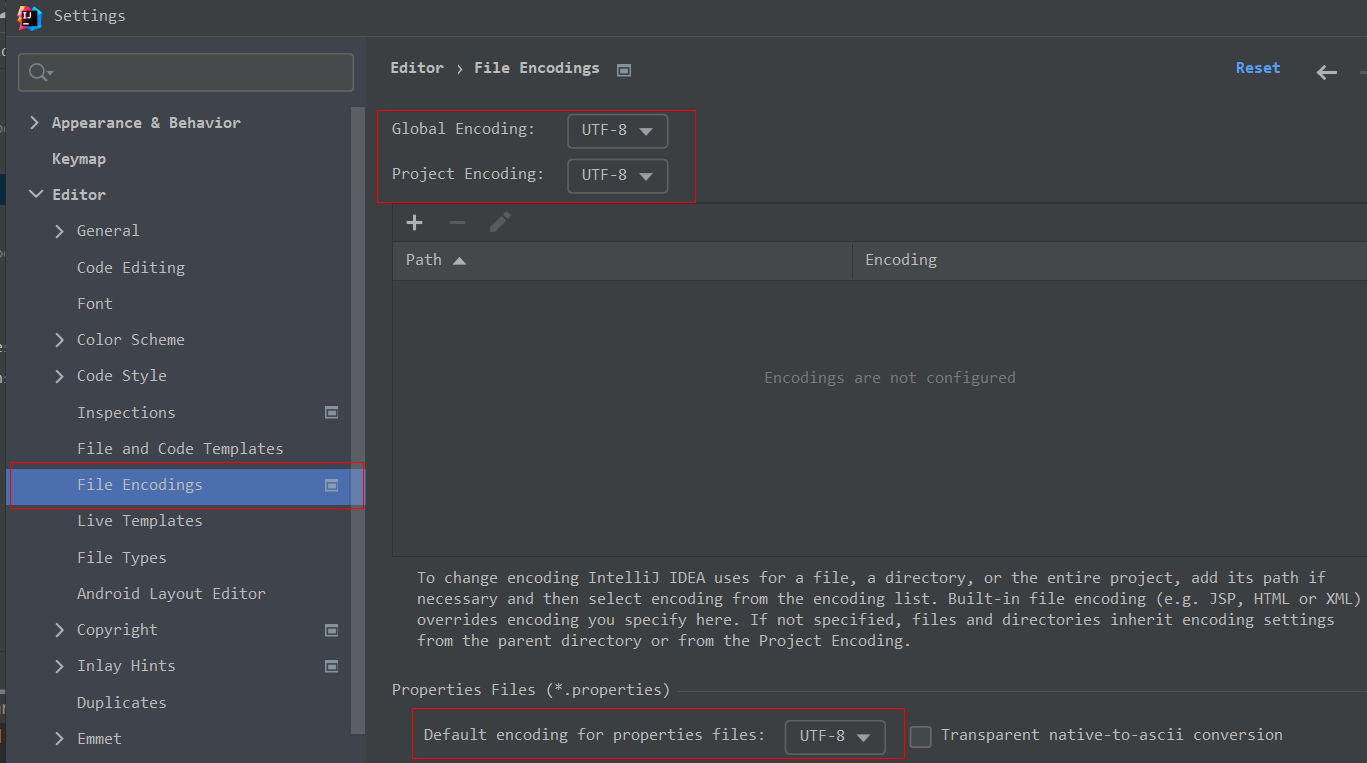 Settings
Editor › File Encodings
Reset
Appearance & Behavior
Keymap
Editor
General
Code Editing
Font
Color Scheme
Code Style
Inspections
File and Code Templates
File Encodings
Live Templates
File Types
Android Layout Editor
Copyright
Inlay Hints
Duplicates
Emmet
Global Encoding: UTF-8
Project Encoding: UTF-8
Path Encoding
Encodings are not configured
To change encoding IntelliJ IDEA uses for a file, a directory, or the entire project, add its path if
necessary and then select encoding from the encoding list. Built-in file encoding (e.g. JSP, HTML or XML)
overrides encoding you specify here. If not specified, files and directories inherit encoding settings
from the parent directory or from the Project Encoding.
Properties Files (*.properties)
Default encoding for properties files: UTF-8 Transparent native-to-ascii conversion